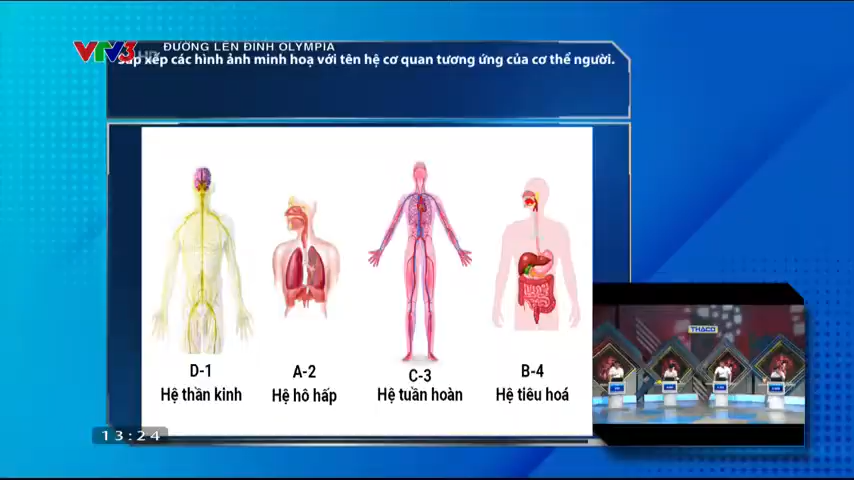 VTV3
HD
ĐƯỜNG LÊN ĐỈNH OLYMPIA
xếp các hình ảnh minh hoạ với tên hệ cơ quan tương ứng của cơ thể người.
D-1
A-2
C-3
B-4
Hệ thần kinh
Hệ hô hấp
Hệ tuần hoàn
Hệ tiêu hoá
THACO
13:24